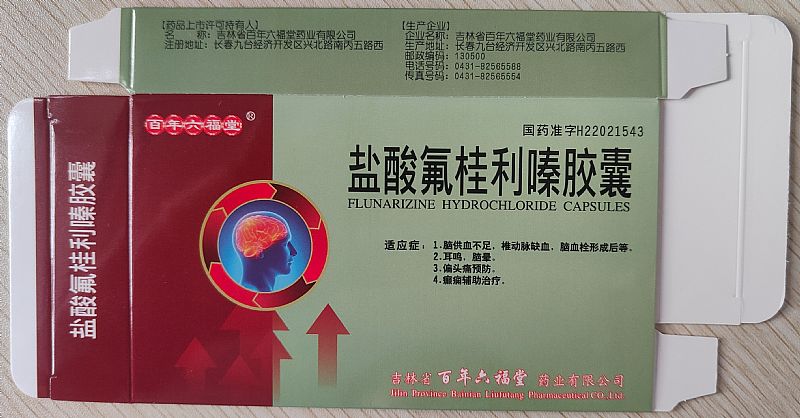 【药品上市许可持有人】
名    称：吉林省百年六福堂药业有限公司
注册地址：长春九台经济开发区兴北路南丙五路西
【生产企业】
企业名称：吉林省百年六福堂药业有限公司
生产地址：长春九台经济开发区兴北路南丙五路西
邮政编码：130500
电话号码：0431-82565588
传真号码：0431-82565554
盐酸氟桂利嗪胶囊
百年六福堂®
国药准字H22021543
盐酸氟桂利嗪胶囊
FLUNARIZINE HYDROCHLORIDE CAPSULES
适应症：1.脑供血不足，椎动脉缺血，脑血栓形成后等。
2.耳鸣，脑晕。
3.偏头痛预防。
4.癫痫辅助治疗。
吉林省 百年六福堂 药业有限公司
Jilin Province Bainian Liufutang Pharmaceutical CO.,Ltd.